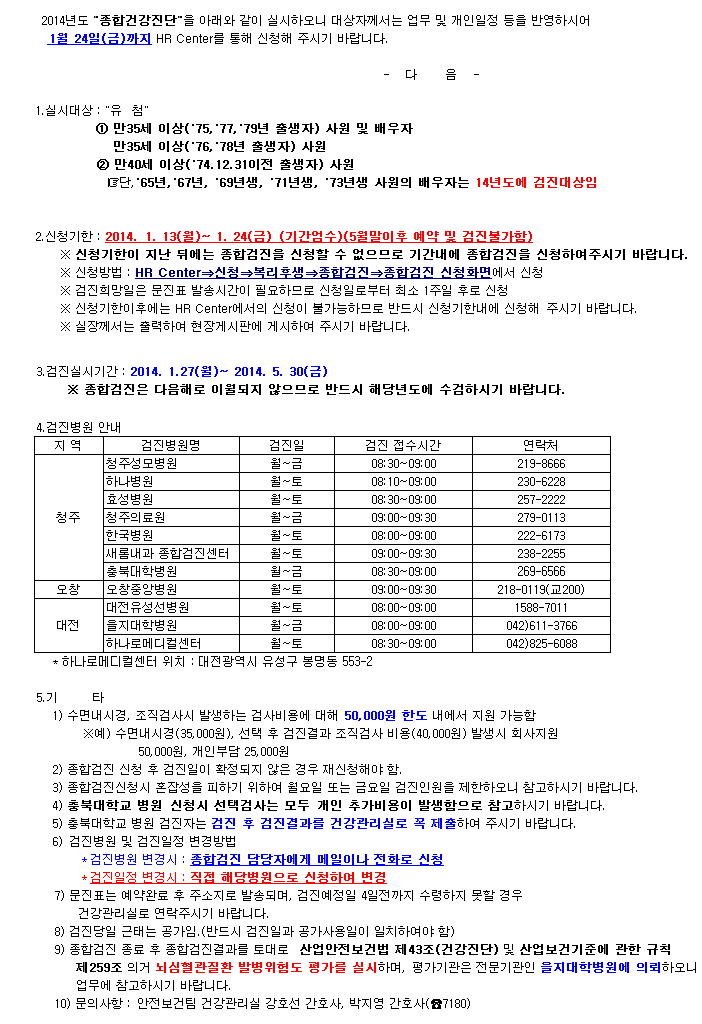 2014년도 "종합건강진단"을 아래와 같이 실시하오니 대상자께서는 업무 및 개인일정 등을 반영하시어
1월 24일(금)까지 HR Center를 통해 신청해 주시기 바랍니다.
- 다 음 -
1.실시대상 : "유 첨"
① 만35세 이상('75,'77,'79년 출생자) 사원 및 배우자
만35세 이상('76,'78년 출생자) 사원
② 만40세 이상('74.12.31이전 출생자) 사원
☞단,'65년,'67년, '69년생, '71년생, '73년생 사원의 배우자는 14년도에 검진대상임
2.신청기한 : 2014. 1. 13(월)~ 1. 24(금) (기간엄수)(5월말이후 예약 및 검진불가함)
※ 신청기한이 지난 뒤에는 종합검진을 신청할 수 없으므로 기간내에 종합검진을 신청하여주시기 바랍니다.
※ 신청방법 : HR Center⇒신청⇒복리후생⇒종합검진⇒종합검진 신청화면에서 신청
※ 검진희망일은 문진표 발송시간이 필요하므로 신청일로부터 최소 1주일 후로 신청
※ 신청기한이후에는 HR Center에서의 신청이 불가능하므로 반드시 신청기한내에 신청해 주시기 바랍니다.
※ 실장께서는 출력하여 현장게시판에 게시하여 주시기 바랍니다.
3.검진실시기간 : 2014. 1.27(월)~ 2014. 5. 30(금)
※ 종합검진은 다음해로 이월되지 않으므로 반드시 해당년도에 수검하시기 바랍니다.
4.검진병원 안내
지 역 검진병원명 검진일 검진 접수시간 연락처
청주성모병원 월~금 08:30~09:00 219-8666
하나병원 월~토 08:10~09:00 230-6228
효성병원 월~토 08:30~09:00 257-2222
청주 청주의료원 월~금 09:00~09:30 279-0113
한국병원 월~토 08:00~09:00 222-6173
새롬내과 종합검진센터 월~토 09:00~09:30 238-2255
충북대학병원 월~금 08:30~09:00 269-6566
오창 오창중앙병원 월~토 09:00~09:30 218-0119(교200)
대전유성선병원 월~토 08:00~09:00 1588-7011
대전 을지대학병원 월~금 08:00~09:00 042)611-3766
하나로메디컬센터 월~토 08:30~09:00 042)825-6088
* 하나로메디컬센터 위치 : 대전광역시 유성구 봉명동 553-2
5.기 타
1) 수면내시경, 조직검사시 발생하는 검사비용에 대해 50,000원 한도 내에서 지원 가능함
※예) 수면내시경(35,000원), 선택 후 검진결과 조직검사 비용(40,000원) 발생시 회사지원
50,000원, 개인부담 25,000원
2) 종합검진 신청 후 검진일이 확정되지 않은 경우 재신청해야 함.
3) 종합검진신청시 혼잡성을 피하기 위하여 월요일 또는 금요일 검진인원을 제한하오니 참고하시기 바랍니다.
4) 충북대학교 병원 신청시 선택검사는 모두 개인 추가비용이 발생함으로 참고하시기 바랍니다.
5) 충북대학교 병원 검진자는 검진 후 검진결과를 건강관리실로 꼭 제출하여 주시기 바랍니다.
6) 검진병원 및 검진일정 변경방법
* 검진병원 변경시 : 종합검진 담당자에게 메일이나 전화로 신청
* 검진일정 변경시 : 직접 해당병원으로 신청하여 변경
7) 문진표는 예약완료 후 주소지로 발송되며, 검진예정일 4일전까지 수령하지 못할 경우
건강관리실로 연락주시기 바랍니다.
8) 검진당일 근태는 공가임.(반드시 검진일과 공가사용일이 일치하여야 함)
9) 종합검진 종료 후 종합검진결과를 토대로 산업안전보건법 제43조(건강진단) 및 산업보건기준에 관한 규칙
제259조 의거 뇌심혈관질환 발병위험도 평가를 실시하며, 평가기관은 전문기관인 을지대학병원에 의뢰하오니
업무에 참고하시기 바랍니다.
10) 문의사항 : 안전보건팀 건강관리실 강호선 간호사, 박지영 간호사(☎7180)